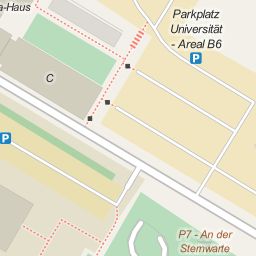 a-Haus
Parkplatz
Universität
- Areal B6
P
C
P
P7 - An der
Sternwarte